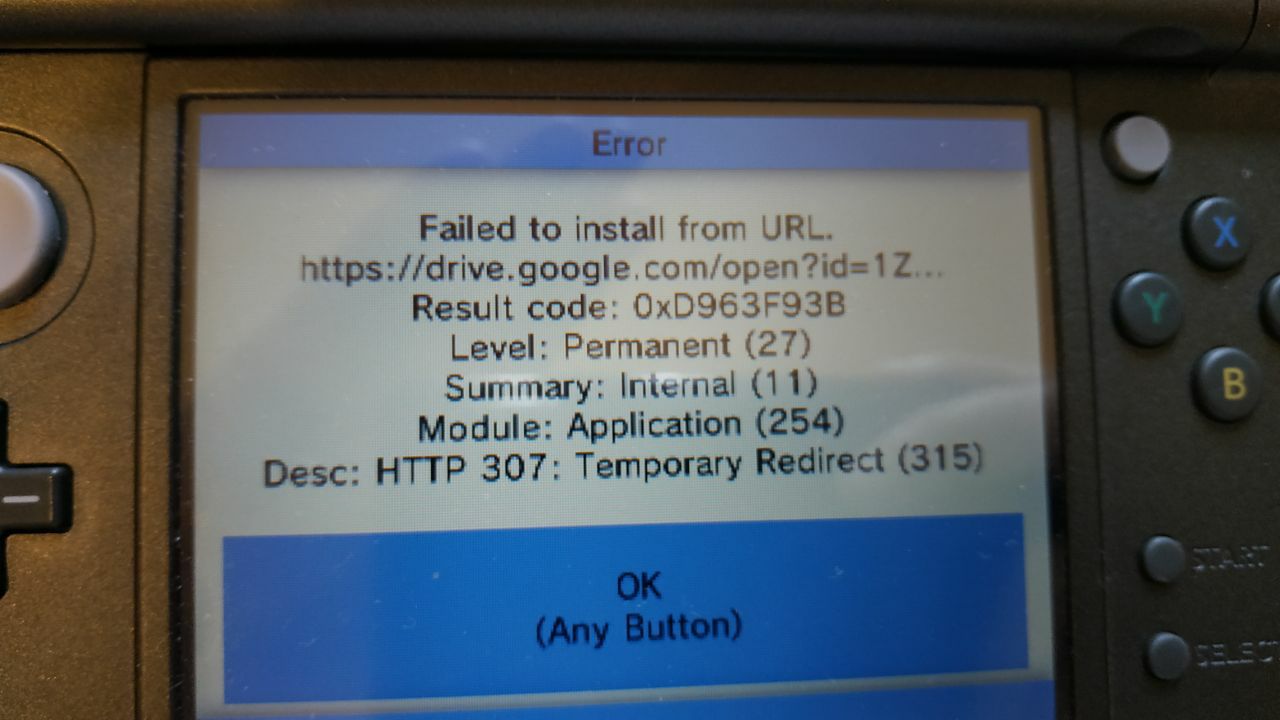 Error
Failed to install from URL.
https://drive.google.com/open?id=1Z...
Result code: 0xD963F93B
Level: Permanent (27)
Summary: Internal (11)
Module: Application (254)
Desc: HTTP 307: Temporary Redirect (315)
OK
(Any Button)
X
Y
B
START
SELECT